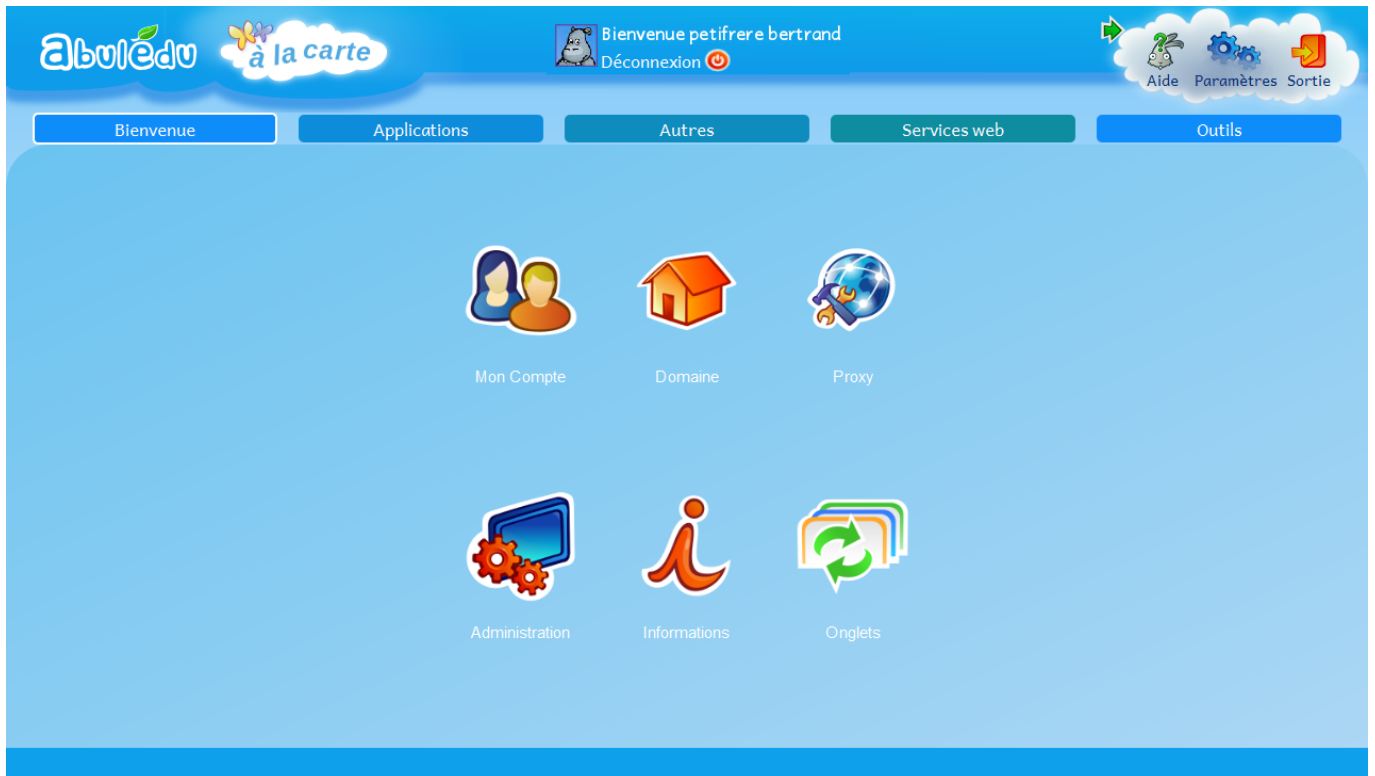 abulédu
à la carte
Bienvenue petifrere bertrand
Déconnexion
Aide Paramètres Sortie
Bienvenue Applications Autres Services web Outils
Mon Compte Domaine Proxy
Administration Informations Onglets